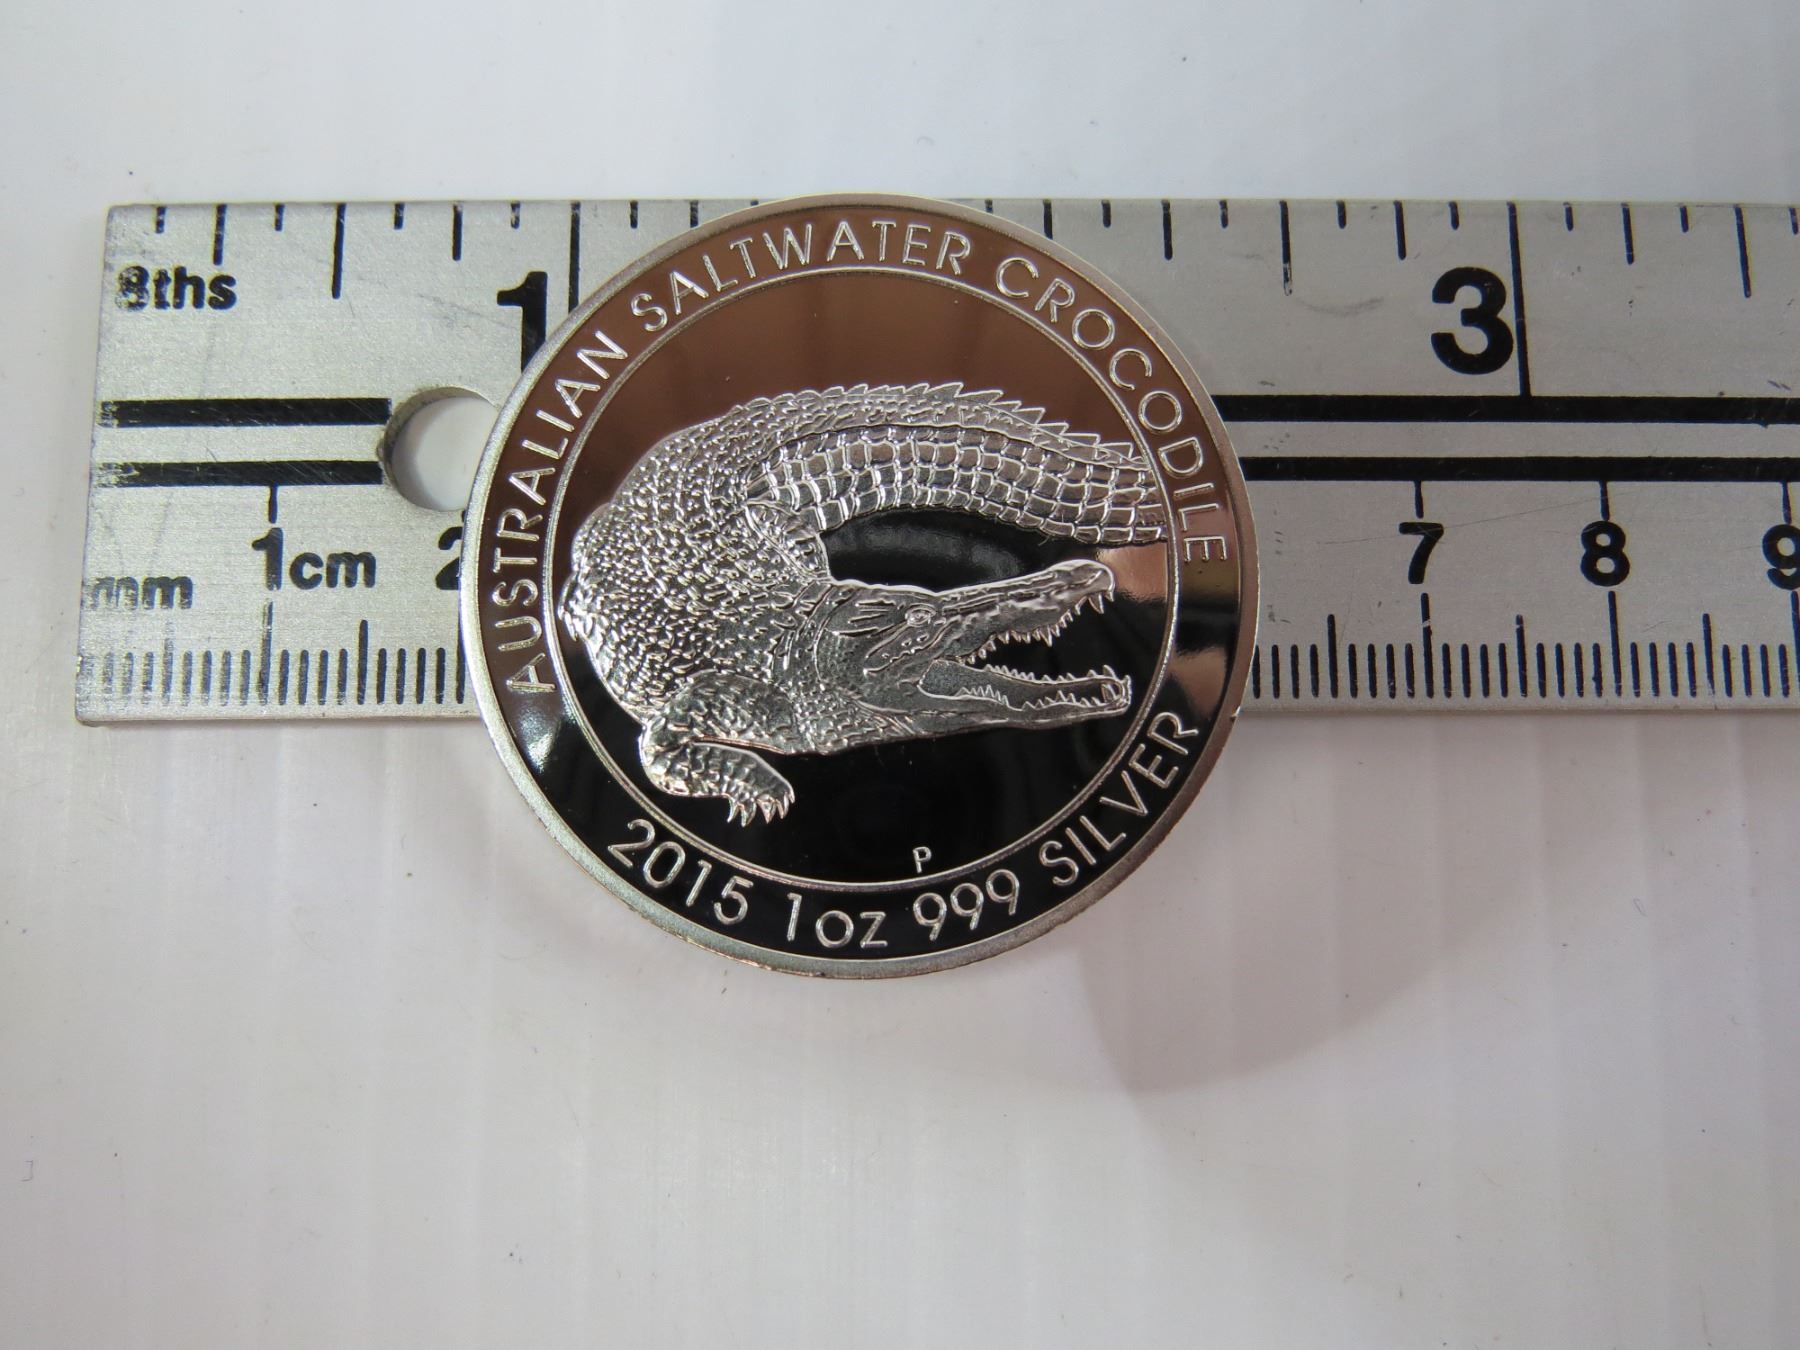 8ths
1
3
1cm
2
7
8
9
mm
AUSTRALIAN SALTWATER CROCODILE
P
2015 1oz 999 SILVER